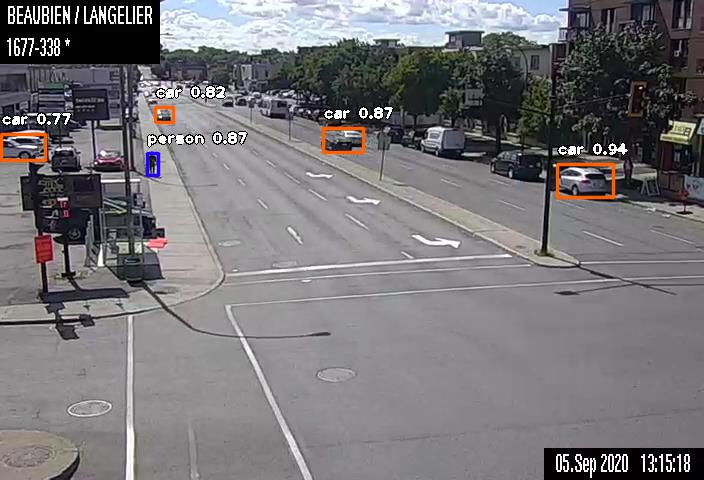 BEAUBIEN / LANGELIER
1677-338 *
car 0.82
car 0.77
car 0.87
person 0.87
car 0.94
05.Sep 2020 13:15:18